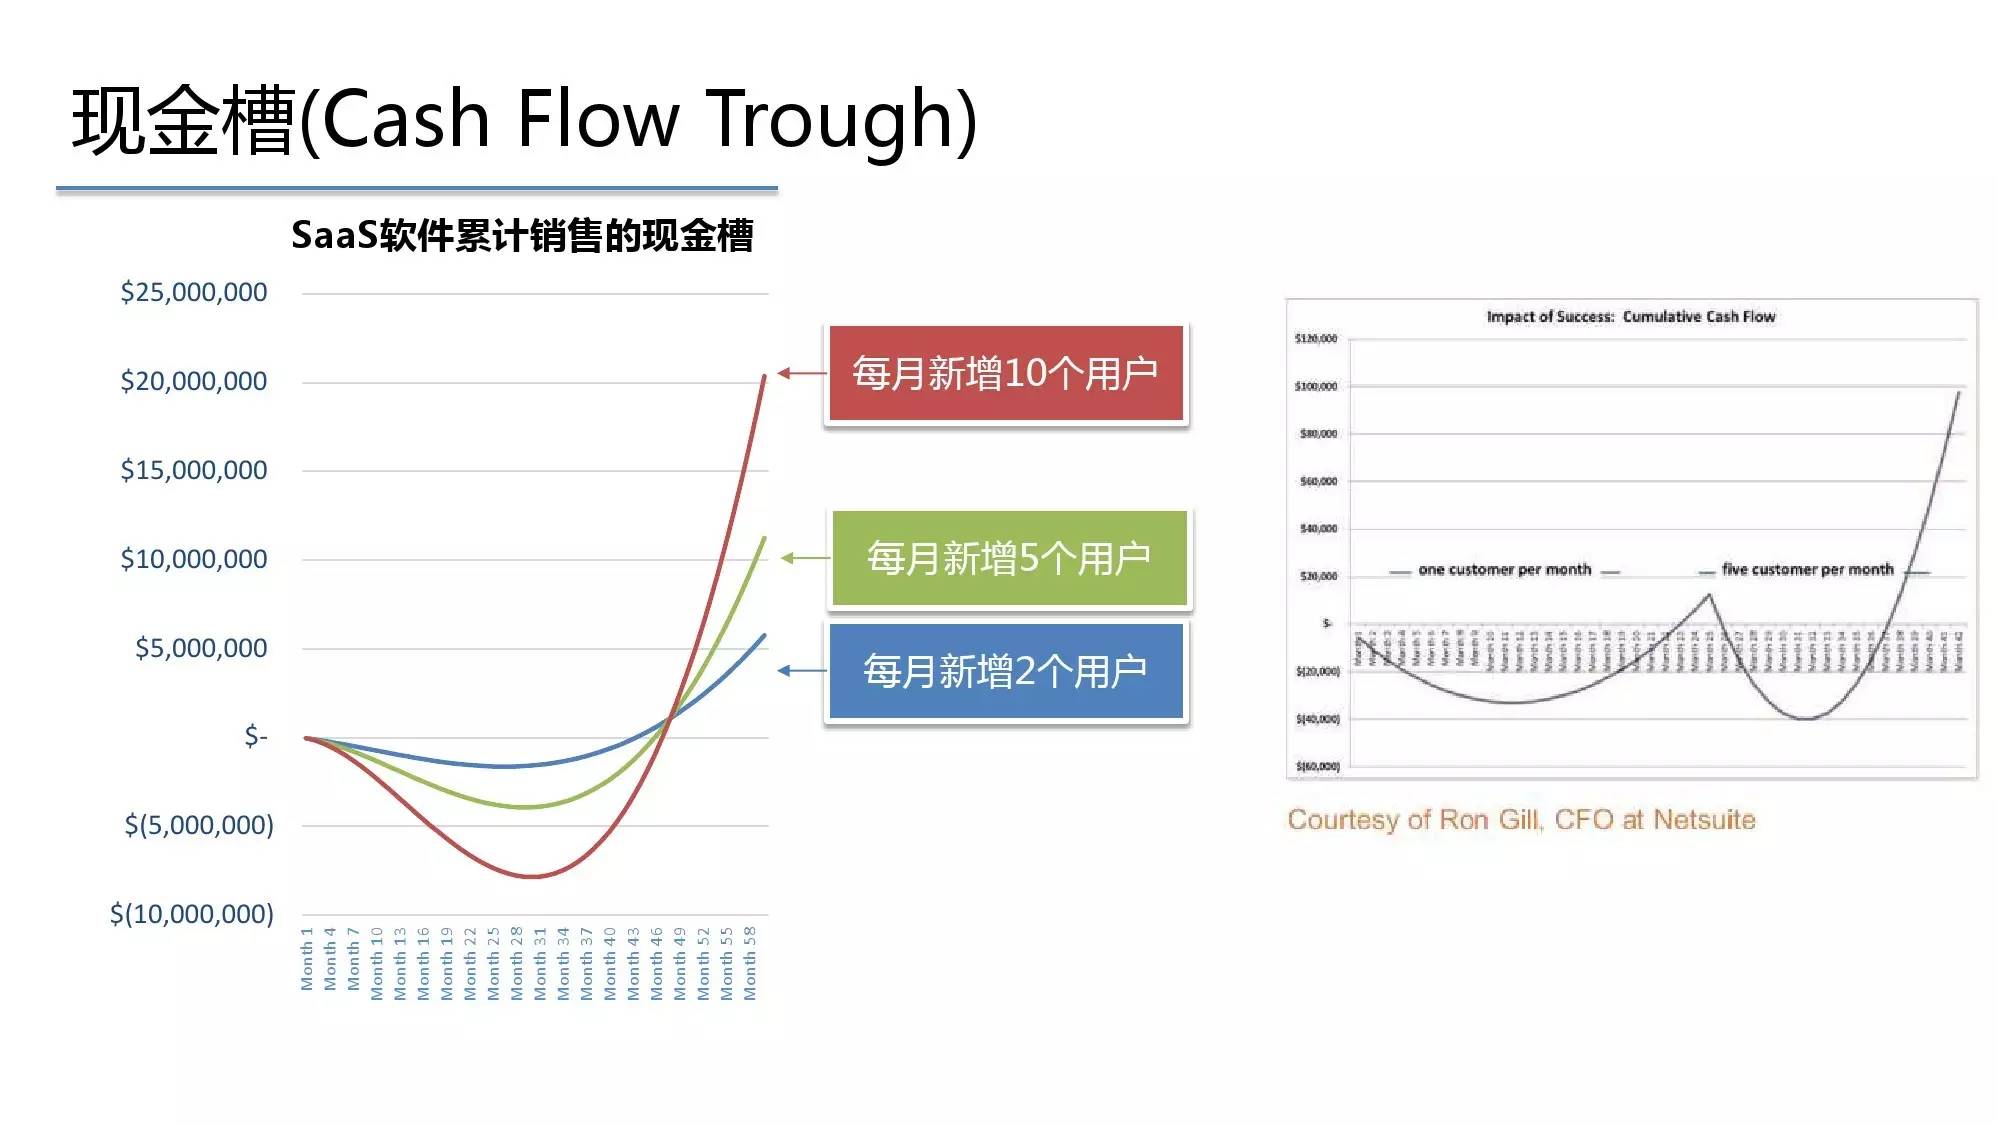 现金槽(Cash Flow Trough)
SaaS软件累计销售的现金槽
$25,000,000
$20,000,000
$15,000,000
$10,000,000
$5,000,000
$-
$(5,000,000)
$(10,000,000)
Month 1
Month 4
Month 7
Month 10
Month 13
Month 16
Month 19
Month 22
Month 25
Month 28
Month 31
Month 34
Month 37
Month 40
Month 43
Month 46
Month 49
Month 52
Month 55
Month 58
每月新增10个用户
每月新增5个用户
每月新增2个用户
Impact of Success: Cumulative Cash Flow
$120,000
$100,000
$80,000
$60,000
$40,000
$20,000
$-
$(20,000)
$(40,000)
$(60,000)
one customer per month
five customer per month
Courtesy of Ron Gill, CFO at Netsuite